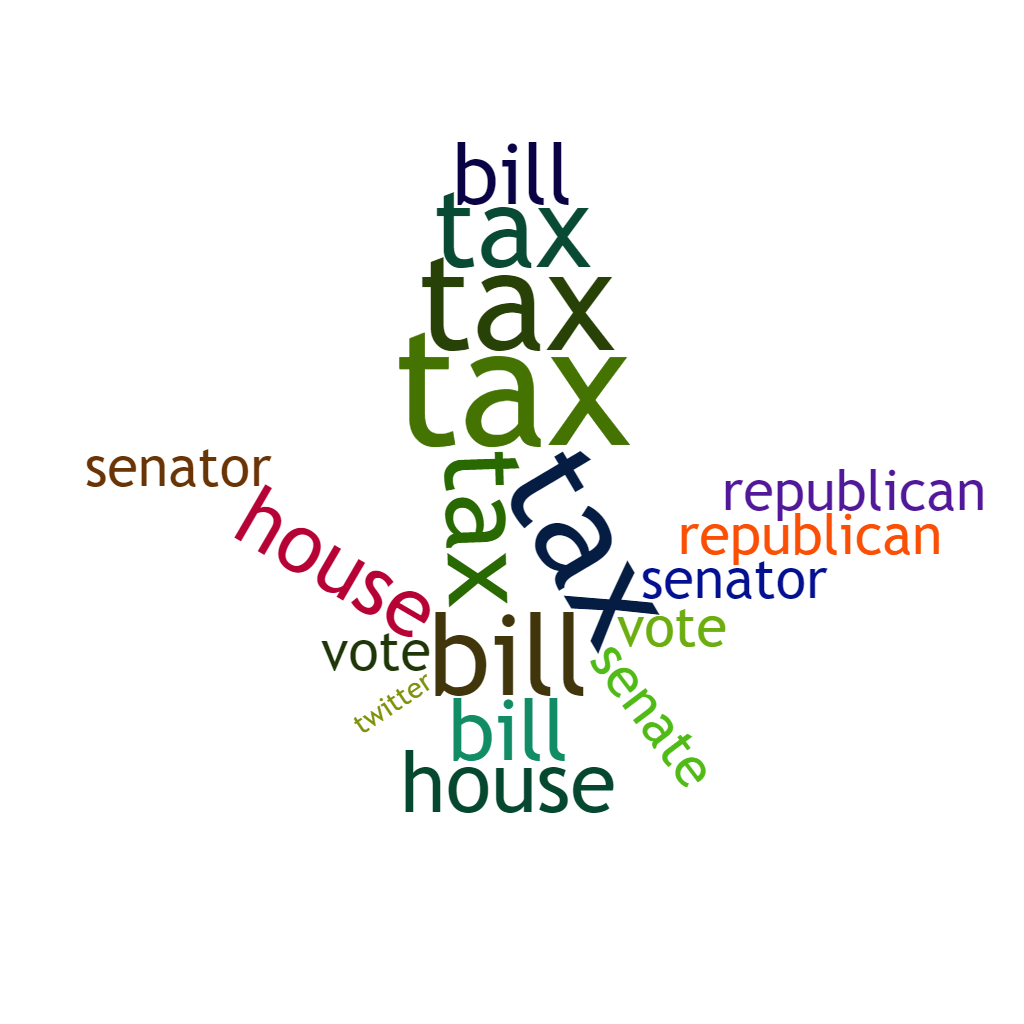 bill
tax
tax
tax
senator
tax
tax
republican
house
republican
senator
vote
bill
vote
senate
twitter
bill
house